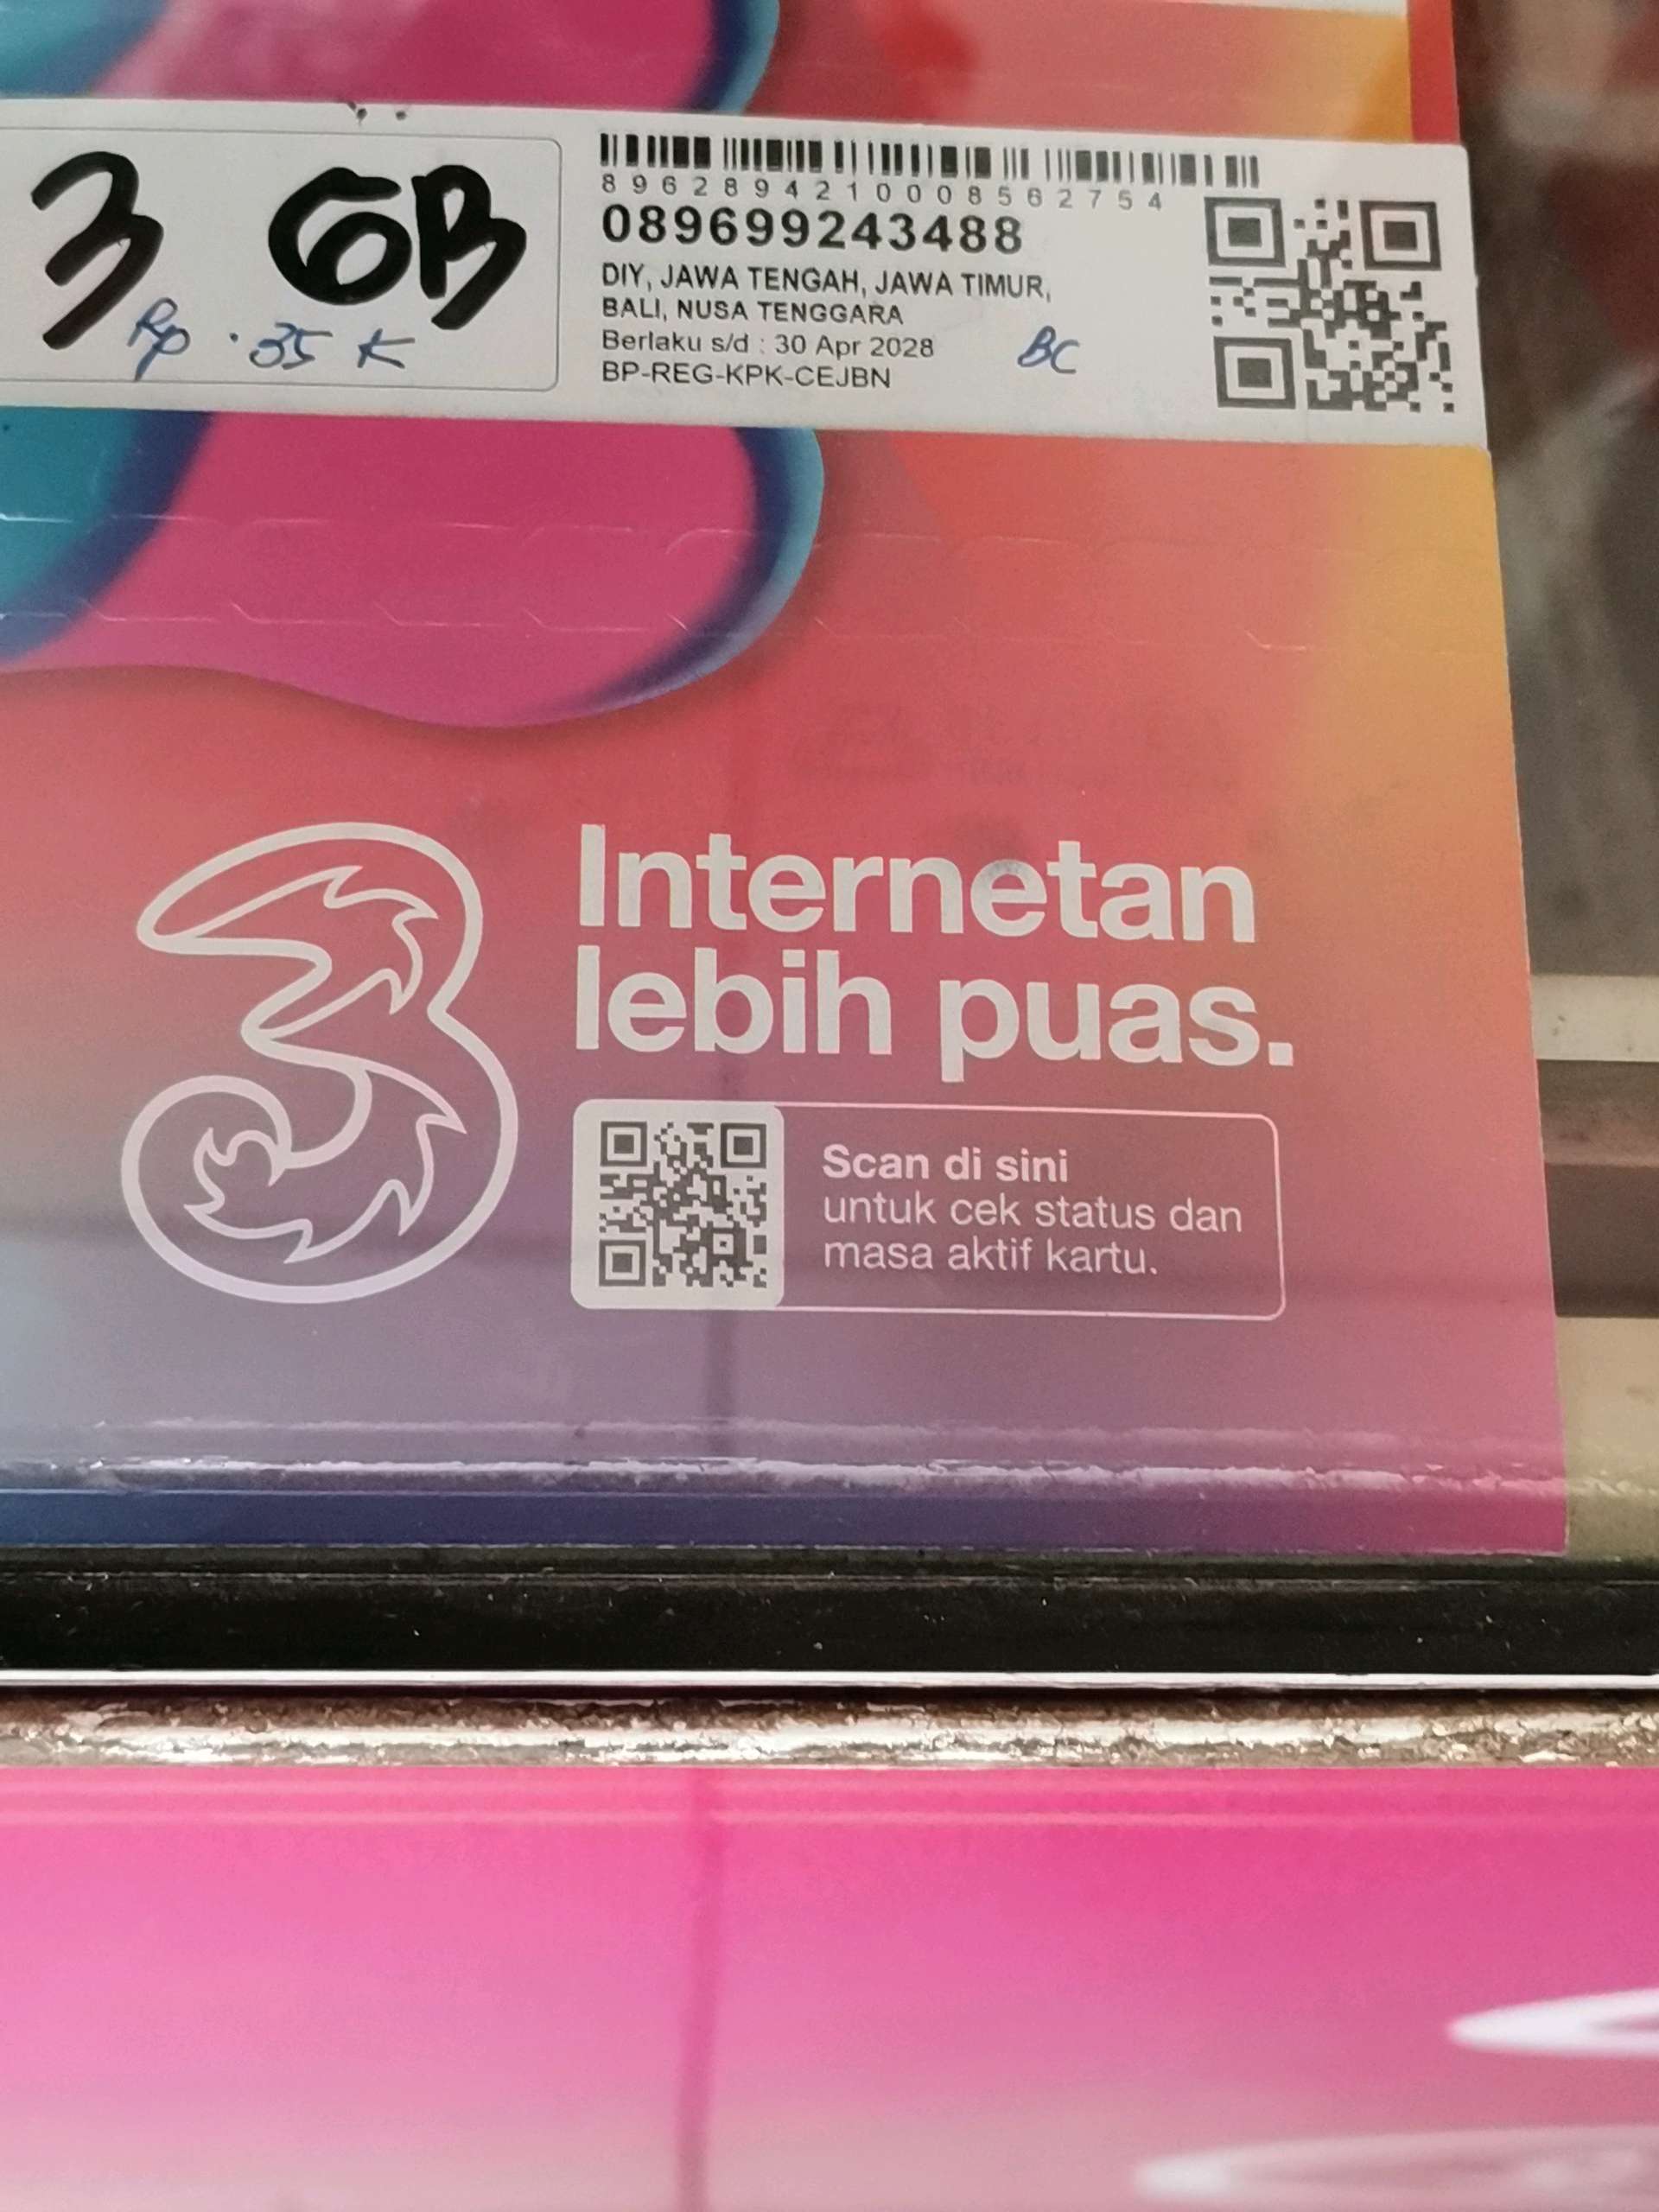 3 GB
Rp. 35 K
8962894210008562754
089699243488
DIY, JAWA TENGAH, JAWA TIMUR,
BALI, NUSA TENGGARA
Berlaku s/d : 30 Apr 2028
BC
BP-REG-KPK-CEJBN
3
Internetan
lebih puas.
Scan di sini
untuk cek status dan
masa aktif kartu.